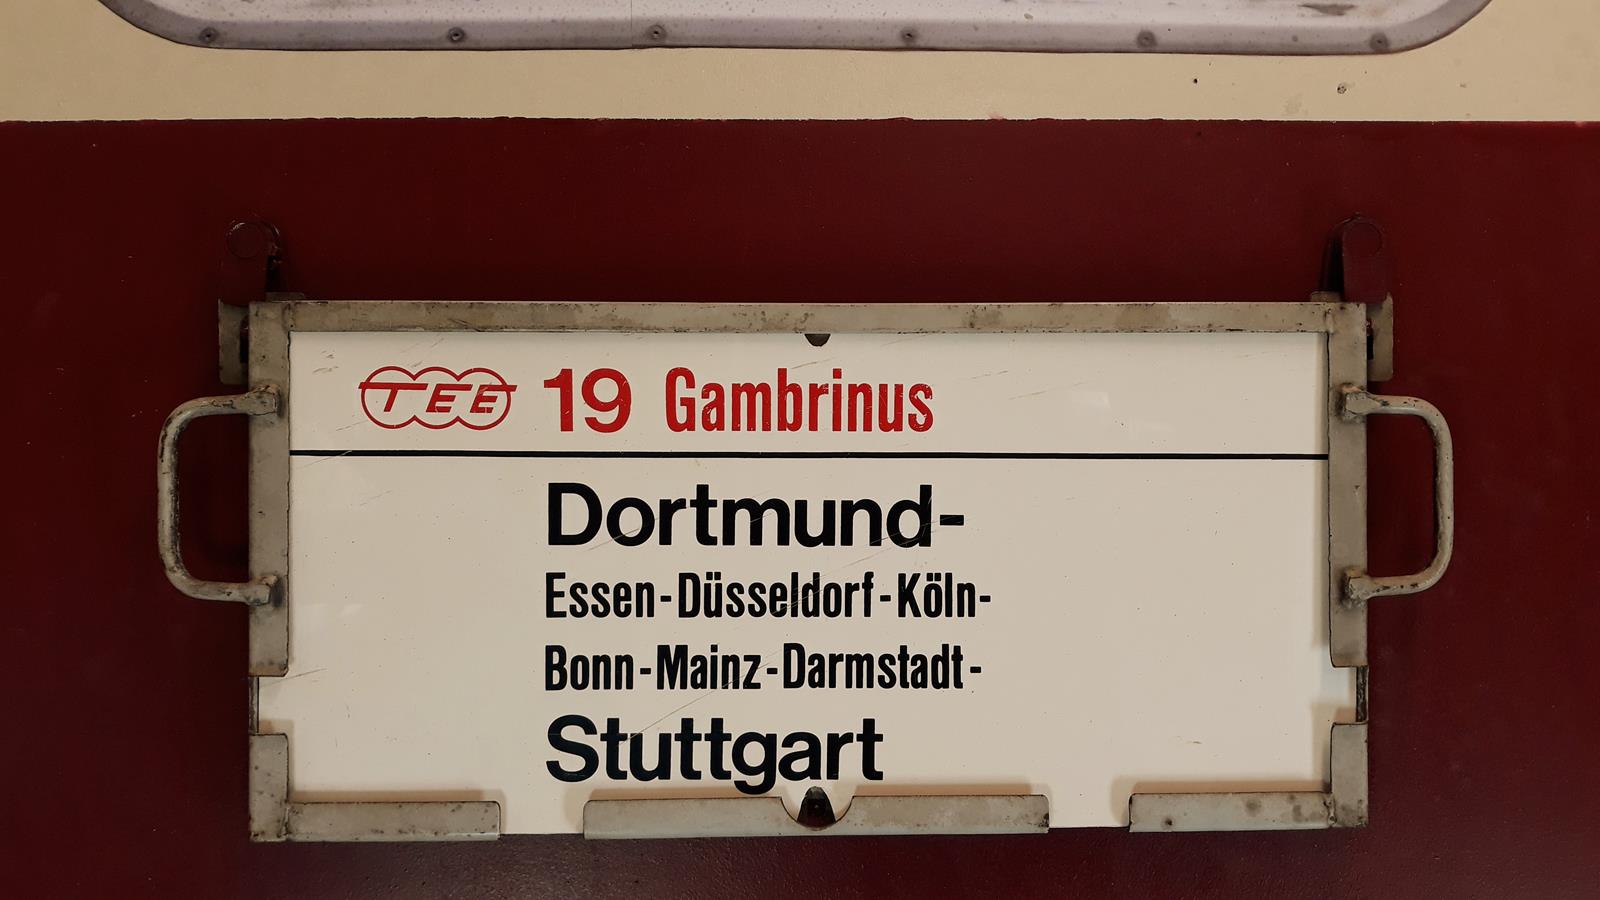 TEE 19 Gambrinus
Dortmund-
Essen-Düsseldorf-Köln-
Bonn-Mainz-Darmstadt-
Stuttgart